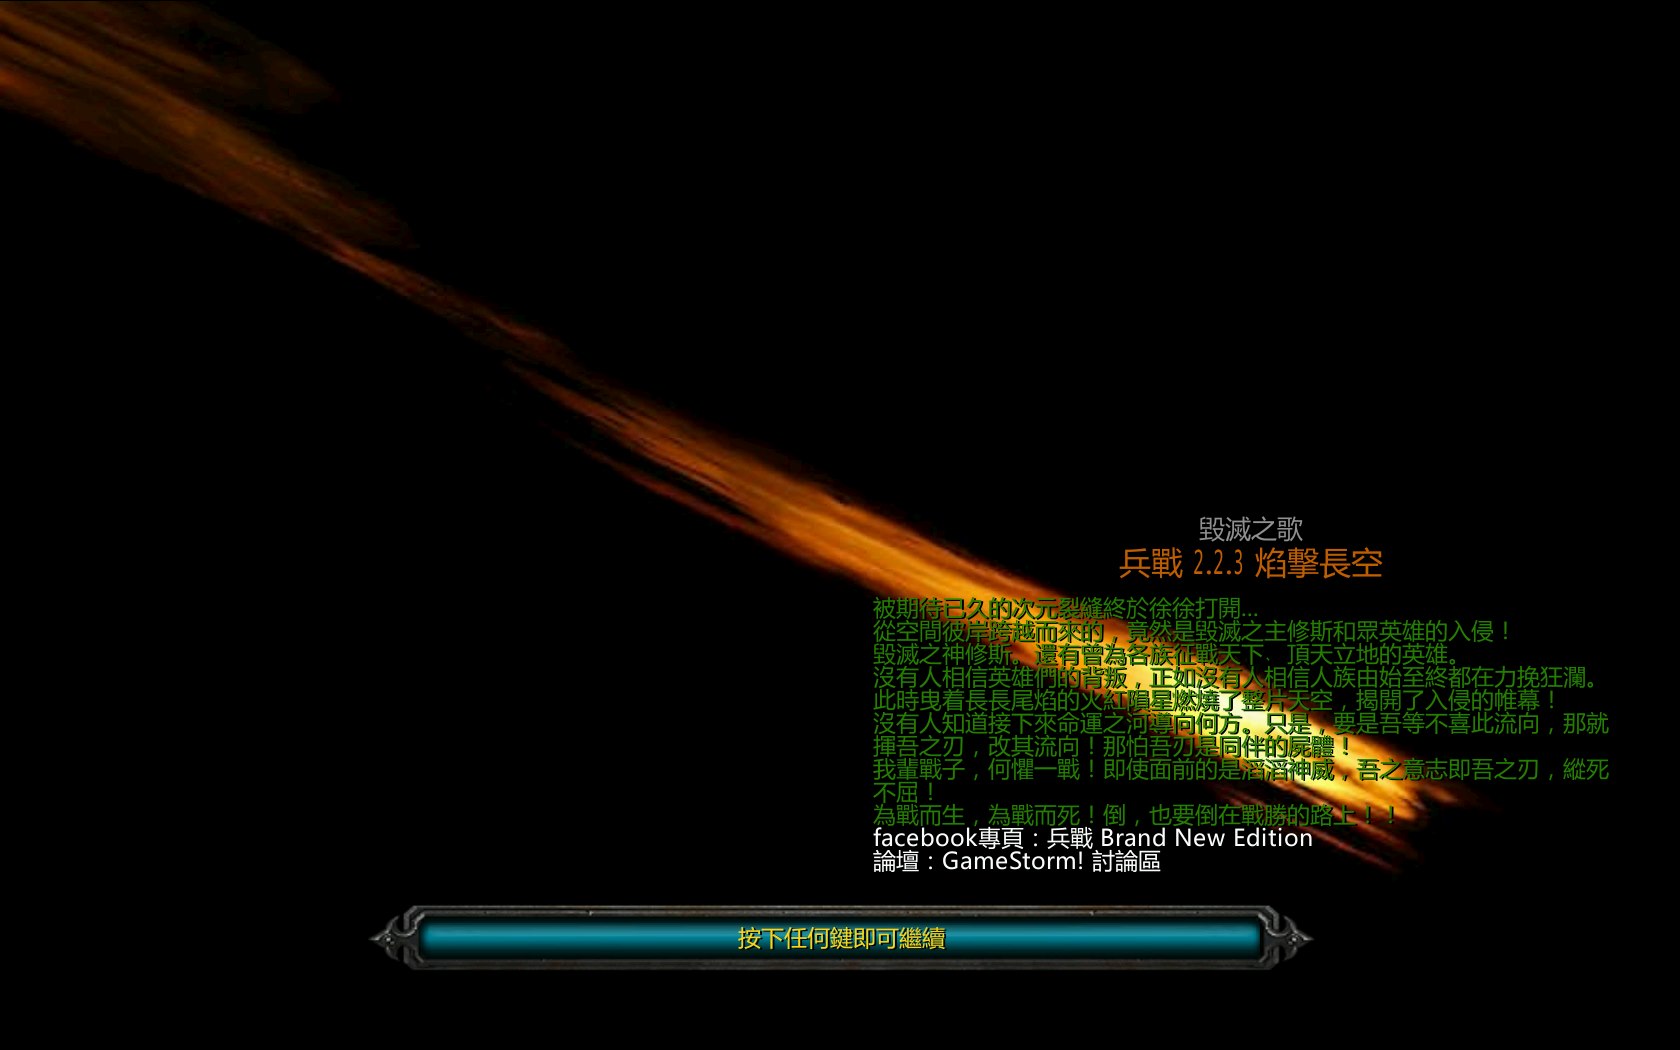 毀滅之歌
兵戰 2.2.3 焰擊長空
被期待已久的次元裂縫終於徐徐打開...
從空間彼岸跨越而來的，竟然是毀滅之主修斯和眾英雄的入侵！
毀滅之神修斯。還有曾為各族征戰天下、頂天立地的英雄。
沒有人相信英雄們的背叛，正如沒有人相信人族由始至終都在力挽狂瀾。
此時曳着長長尾焰的火紅隕星燃燒了整片天空，揭開了入侵的帷幕！
沒有人知道接下來命運之河導向何方。只是，要是吾等不喜此流向，那就
揮吾之刃，改其流向！那怕吾刃是同伴的屍體！
我輩戰子，何懼一戰！即使面前的是滔滔神威，吾之意志即吾之刃，縱死
不屈！
為戰而生，為戰而死！倒，也要倒在戰勝的路上！！
facebook專頁：兵戰 Brand New Edition
論壇：GameStorm! 討論區
按下任何鍵即可繼續